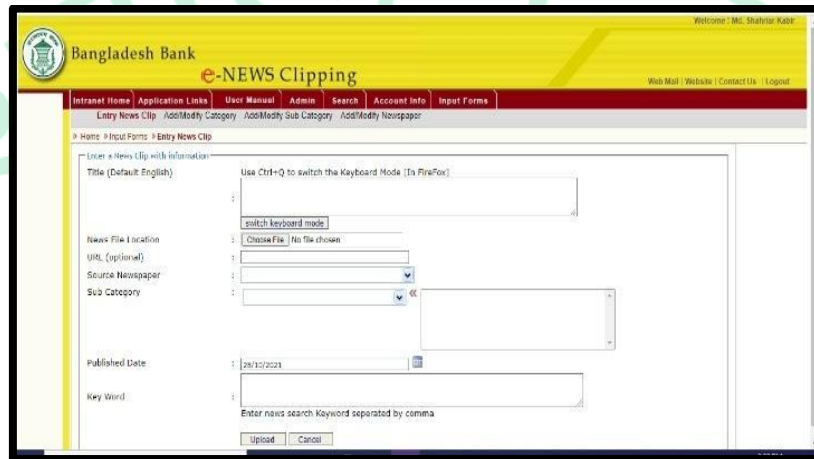 Welcome : Md. Shahriar Kabir
Bangladesh Bank
e-NEWS Clipping
Web Mail | Website | Contact Us | Logout
Intranet Home Application Links User Manual Admin Search Account Info Input Forms
Entry News Clip Add/Modify Category Add/Modify Sub Category Add/Modify Newspaper
Home Input Forms Entry News Clip
Enter a News Clip with information
Title (Default English) Use Ctrl+Q to switch the Keyboard Mode [In FireFox]
:
switch keyboard mode
News File Location : Choose File No file chosen
URL (optional) :
Source Newspaper :
Sub Category : «
Published Date : 28/10/2021
Key Word :
Enter news search Keyword seperated by comma
Upload Cancel